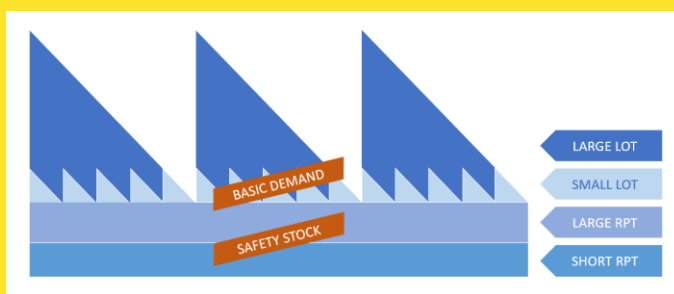 BASIC DEMAND
SAFETY STOCK
LARGE LOT
SMALL LOT
LARGE RPT
SHORT RPT